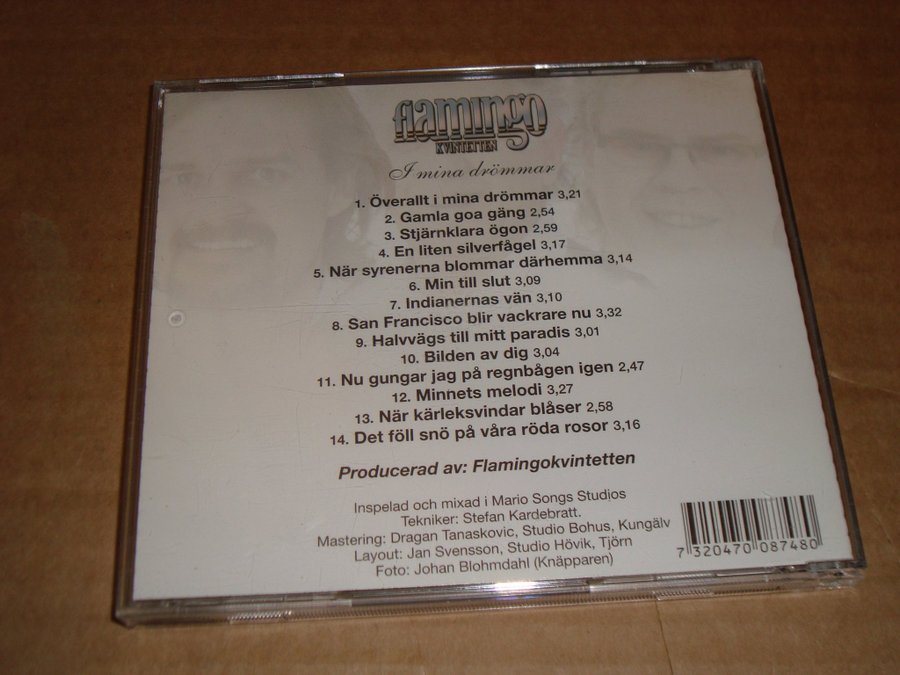 flamingo
KVINTETTEN
I mina drömmar
1. Överallt i mina drömmar 3,21
2. Gamla goa gäng 2,54
3. Stjärnklara ögon 2,59
4. En liten silverfågel 3,17
5. När syrenerna blommar därhemma 3,14
6. Min till slut 3,09
7. Indianernas vän 3,10
8. San Francisco blir vackrare nu 3,32
9. Halvvägs till mitt paradis 3,01
10. Bilden av dig 3,04
11. Nu gungar jag på regnbågen igen 2,47
12. Minnets melodi 3,27
13. När kärleksvindar blåser 2,58
14. Det föll snö på våra röda rosor 3,16
Producerad av: Flamingokvintetten
Inspelad och mixad i Mario Songs Studios
Tekniker: Stefan Kardebratt.
Mastering: Dragan Tanaskovic, Studio Bohus, Kungälv
Layout: Jan Svensson, Studio Hövik, Tjörn
Foto: Johan Blohmdahl (Knäpparen)
7 320470 087480